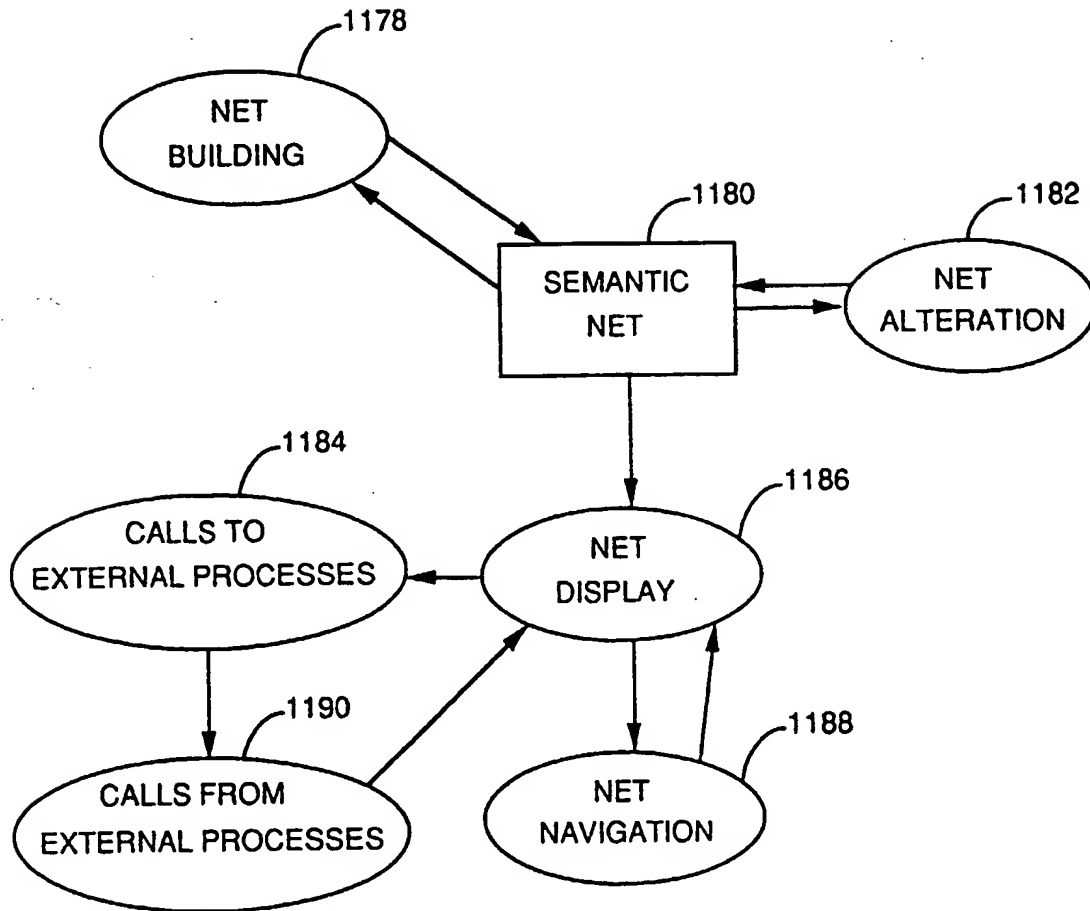 1178
NET
BUILDING
1180
SEMANTIC
NET
1182
NET
ALTERATION
1184
CALLS TO
EXTERNAL PROCESSES
1186
NET
DISPLAY
1190
CALLS FROM
EXTERNAL PROCESSES
1188
NET
NAVIGATION